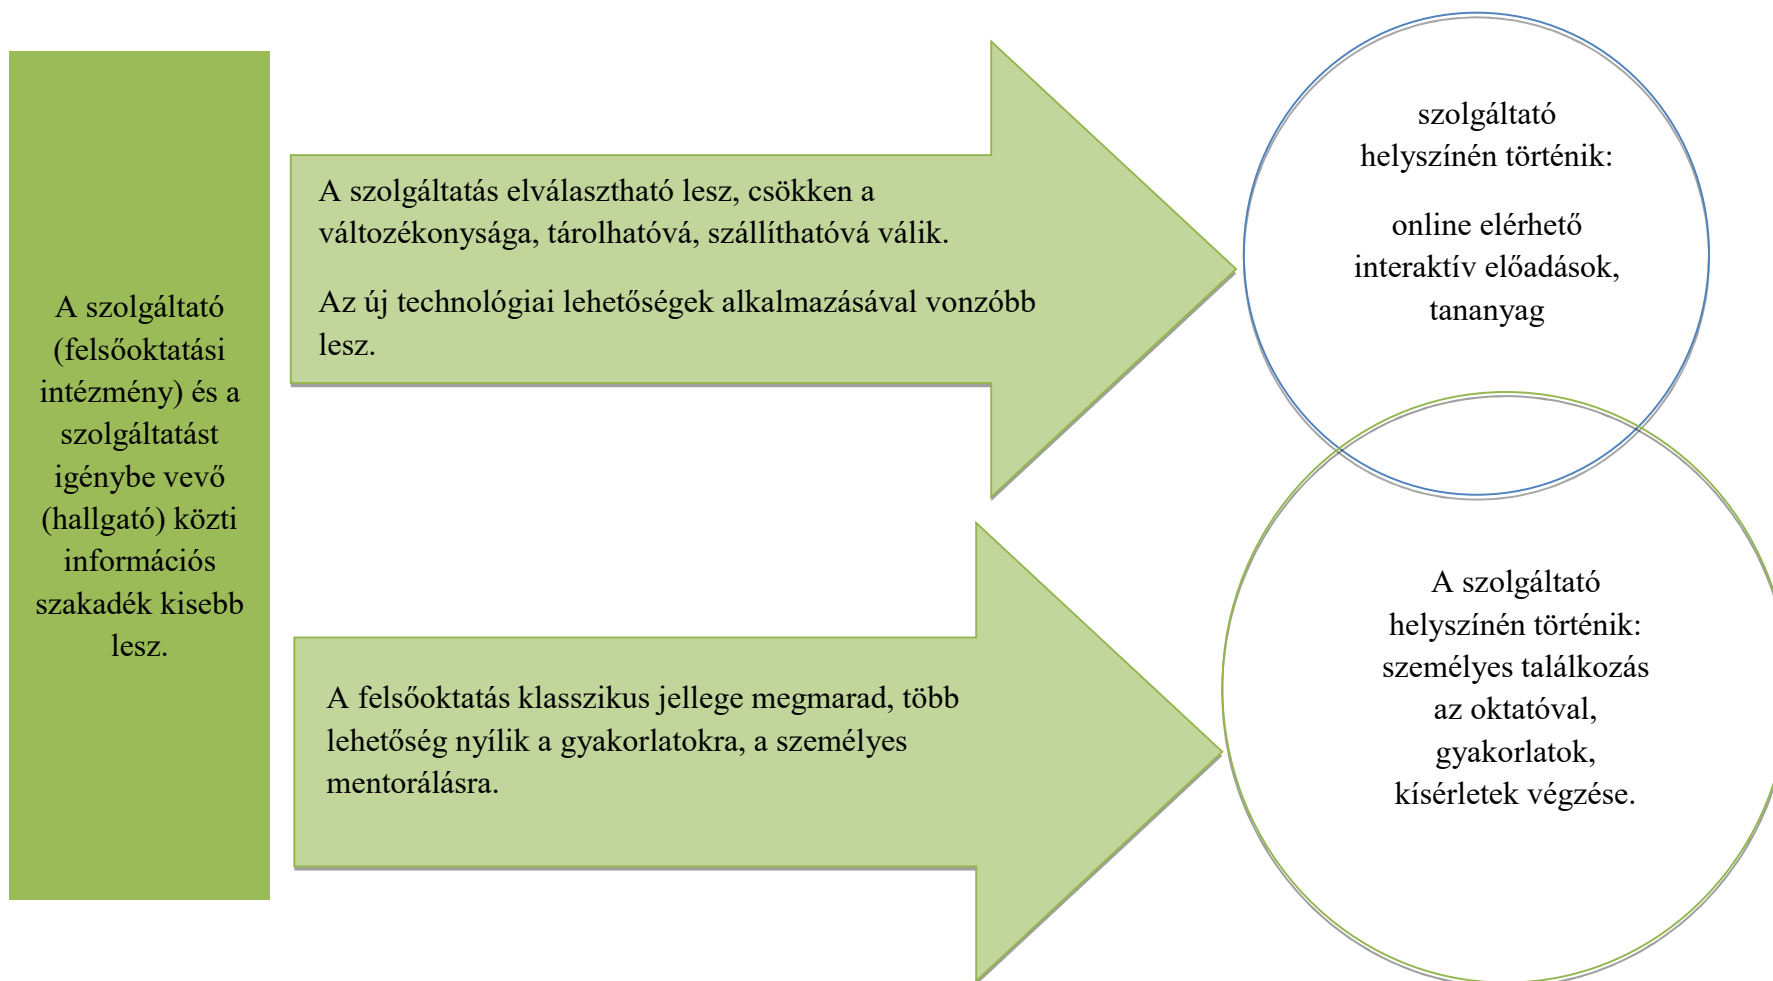 A szolgáltató
(felsőoktatási
intézmény) és a
szolgáltatást
igénybe vevő
(hallgató) közti
információs
szakadék kisebb
lesz.
A szolgáltatás elválasztható lesz, csökken a
változékonysága, tárolhatóvá, szállíthatóvá válik.
Az új technológiai lehetőségek alkalmazásával vonzóbb
lesz.
szolgáltató
helyszínén történik:
online elérhető
interaktív előadások,
tananyag
A felsőoktatás klasszikus jellege megmarad, több
lehetőség nyílik a gyakorlatokra, a személyes
mentorálásra.
A szolgáltató
helyszínén történik:
személyes találkozás
az oktatóval,
gyakorlatok,
kísérletek végzése.